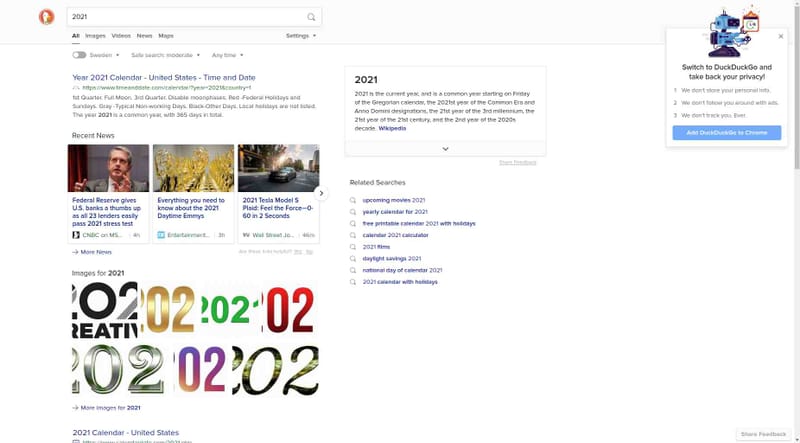 2021
All Images Videos News Maps
Settings
Sweden
Safe search: moderate
Any time
Year 2021 Calendar - United States - Time and Date
https://www.timeanddate.com/calendar/?year=2021&country=1
1st Quarter. Full Moon. 3rd Quarter. Disable moonphases. Red -Federal Holidays and
Sundays. Gray -Typical Non-working Days. Black-Other Days. Local holidays are not listed.
The year 2021 is a common year, with 365 days in total.
Recent News
Federal Reserve gives
U.S. banks a thumbs up
as all 23 lenders easily
pass 2021 stress test
CNBC on MS... 4h
Everything you need to
know about the 2021
Daytime Emmys
Entertainment... 3h
2021 Tesla Model S
Plaid: Feel the Force—0-
60 in 2 Seconds
Wall Street Jo... 46m
More News
Are these links helpful? Yes No
Images for 2021
202
REATIV
202
2021
202
202
202
202
More Images for 2021
2021 Calendar - United States
2021
2021 is the current year, and is a common year starting on Friday
of the Gregorian calendar, the 2021st year of the Common Era and
Anno Domini designations, the 21st year of the 3rd millennium, the
21st year of the 21st century, and the 2nd year of the 2020s
decade. Wikipedia
Share Feedback
Related Searches
upcoming movies 2021
yearly calendar for 2021
free printable calendar 2021 with holidays
calendar 2021 calculator
2021 films
daylight savings 2021
national day of calendar 2021
2021 calendar with holidays
Switch to DuckDuckGo and
take back your privacy!
1 We don't store your personal info.
2 We don't follow you around with ads.
3 We don't track you. Ever.
Add DuckDuckGo to Chrome
Share Feedback